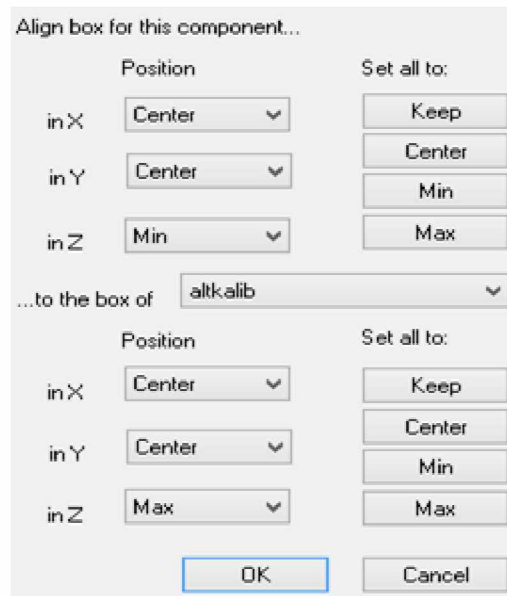 Align box for this component...
Position Set all to:
in X Center Keep
Center
in Y Center Min
in Z Min Max
...to the box of altkalib
Position Set all to:
in X Center Keep
Center
in Y Center Min
in Z Max Max
OK Cancel